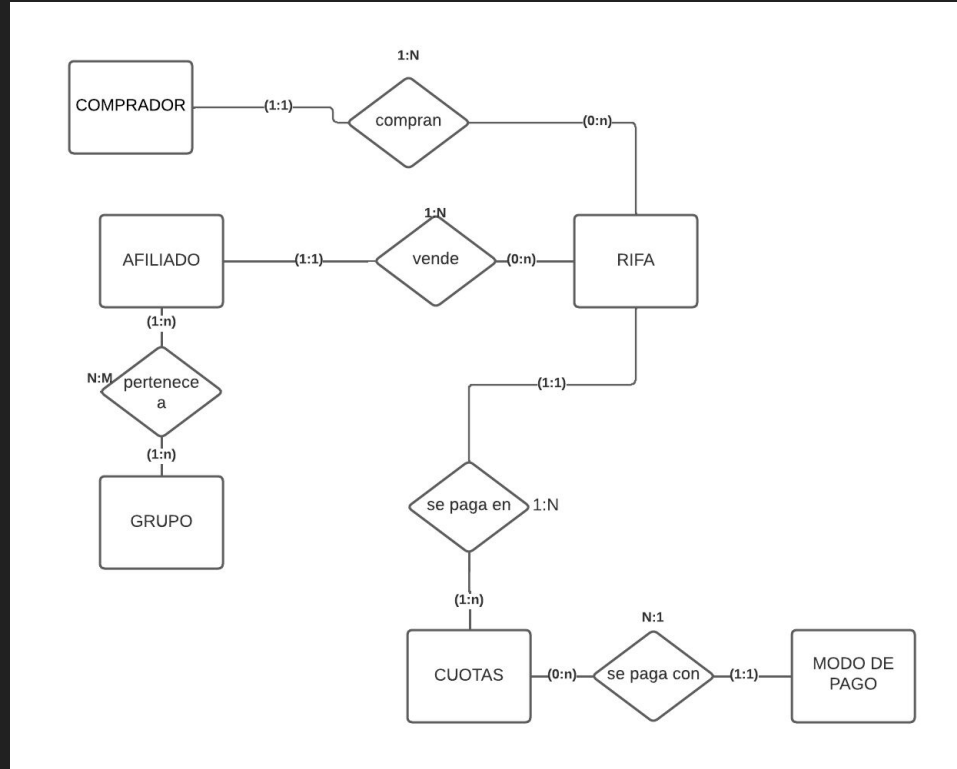 1:N
COMPRADOR
(1:1)
compran
(0:n)
1:N
AFILIADO
(1:1)
vende
(0:n)
RIFA
(1:n)
N:M
pertenece
a
(1:1)
(1:n)
GRUPO
se paga en
1:N
(1:n)
N:1
CUOTAS
(0:n)
se paga con
(1:1)
MODO DE
PAGO